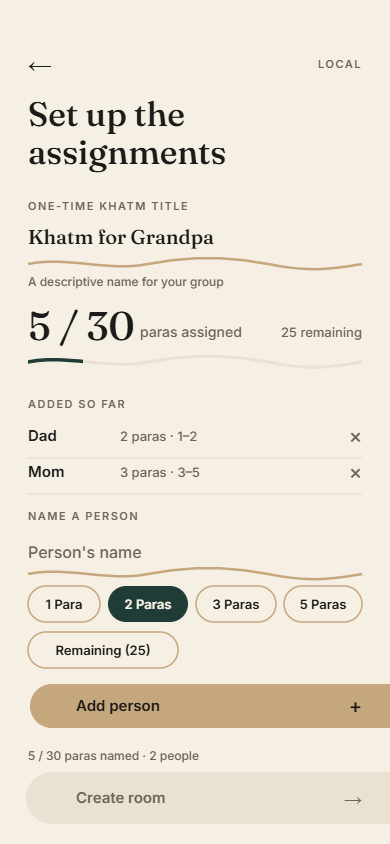 ←
LOCAL
Set up the
assignments
ONE-TIME KHATM TITLE
Khatm for Grandpa
A descriptive name for your group
5 / 30 paras assigned 25 remaining
ADDED SO FAR
Dad 2 paras · 1–2 ×
Mom 3 paras · 3–5 ×
NAME A PERSON
Person's name
1 Para 2 Paras 3 Paras 5 Paras
Remaining (25)
Add person +
5 / 30 paras named · 2 people
Create room →